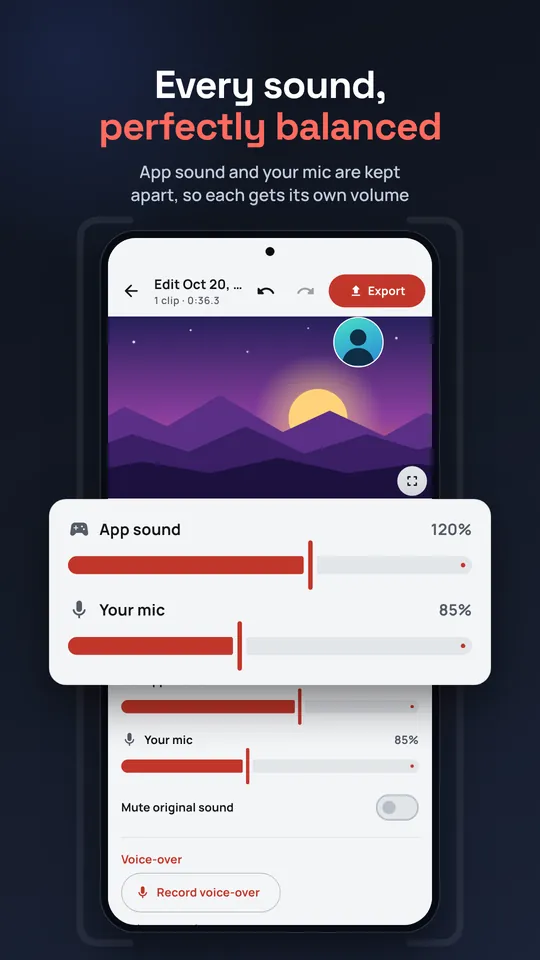 Every sound,
perfectly balanced
App sound and your mic are kept
apart, so each gets its own volume
Edit Oct 20, ...
1 clip · 0:36.3
Export
App sound
120%
Your mic
85%
Your mic
85%
Mute original sound
Voice-over
Record voice-over